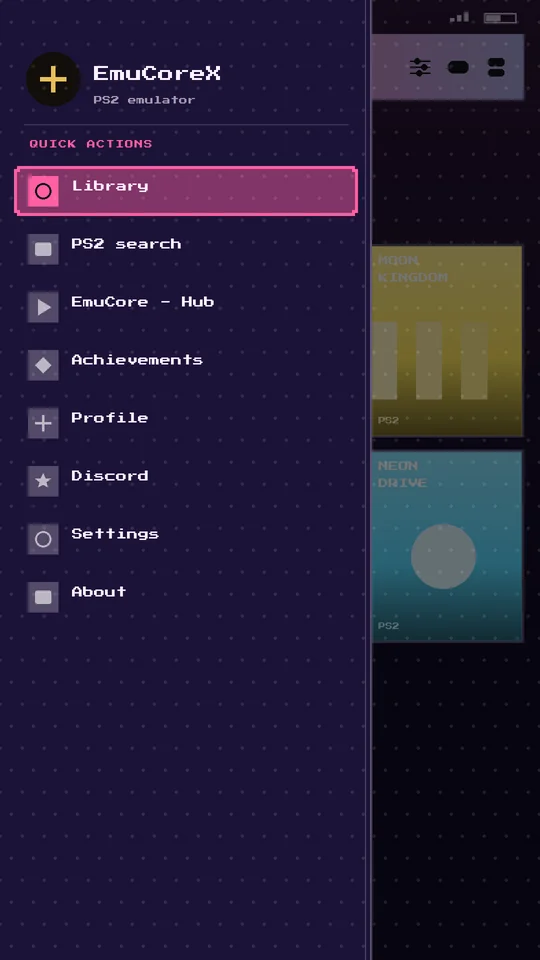 EmuCoreX
PS2 emulator
QUICK ACTIONS
Library
PS2 search
EmuCore - Hub
Achievements
Profile
Discord
Settings
About
MOON
KINGDOM
PS2
NEON
DRIVE
PS2